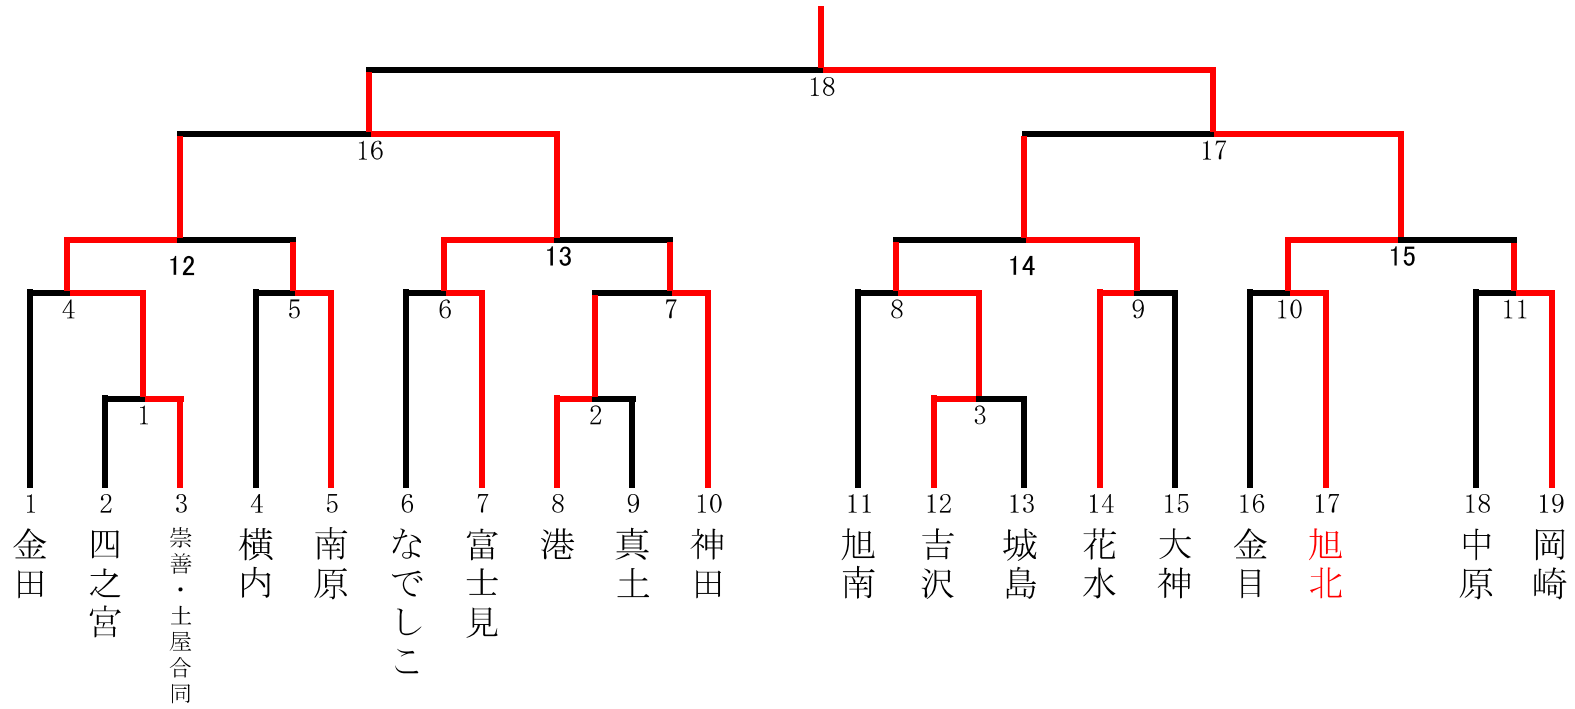 18
16
17
12
13
14
15
4
5
6
7
8
9
10
11
1
2
3
1
2
3
4
5
6
7
8
9
10
11
12
13
14
15
16
17
18
19
金田
四之宮
崇善・土屋合同
横内
南原
なでしこ
富士見
港
真土
神田
旭南
吉沢
城島
花水
大神
金目
旭北
中原
岡崎